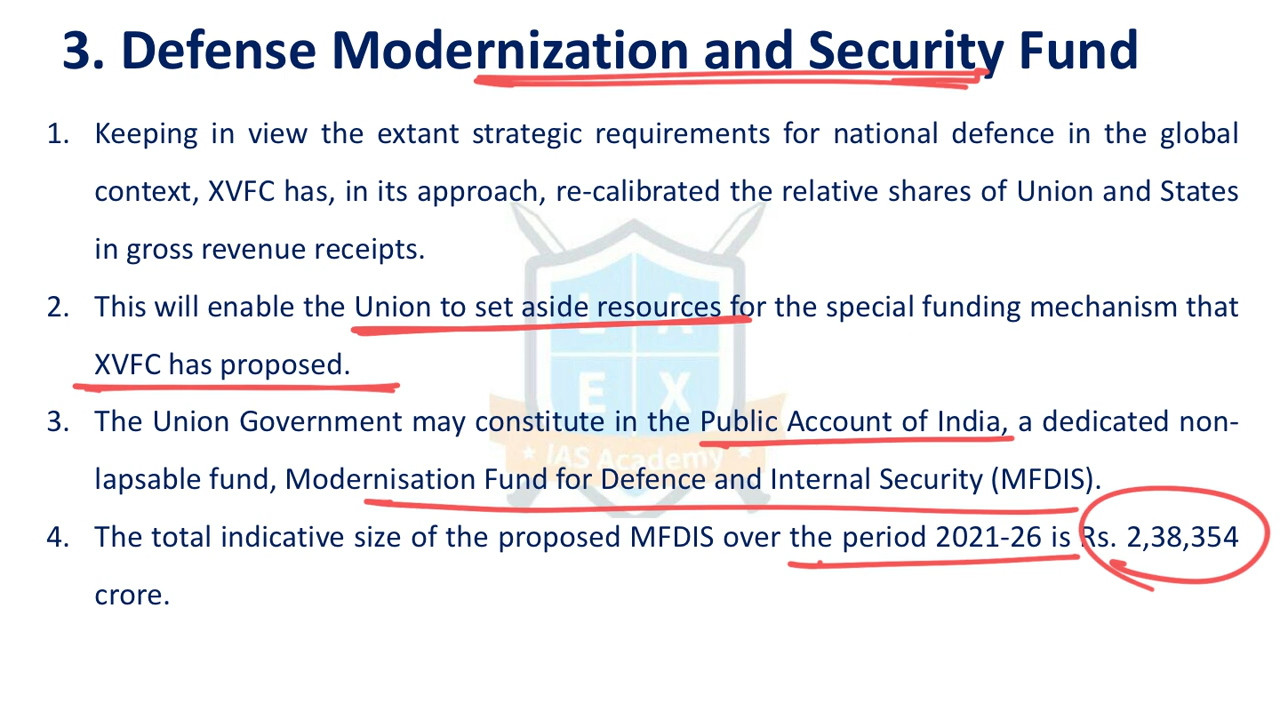 3. Defense Modernization and Security Fund
1. Keeping in view the extant strategic requirements for national defence in the global
context, XVFC has, in its approach, re-calibrated the relative shares of Union and States
in gross revenue receipts.
2. This will enable the Union to set aside resources for the special funding mechanism that
XVFC has proposed.
3. The Union Government may constitute in the Public Account of India, a dedicated non-
lapsable fund, Modernisation Fund for Defence and Internal Security (MFDIS).
4. The total indicative size of the proposed MFDIS over the period 2021-26 is Rs. 2,38,354
crore.
L A
E X
IAS Academy